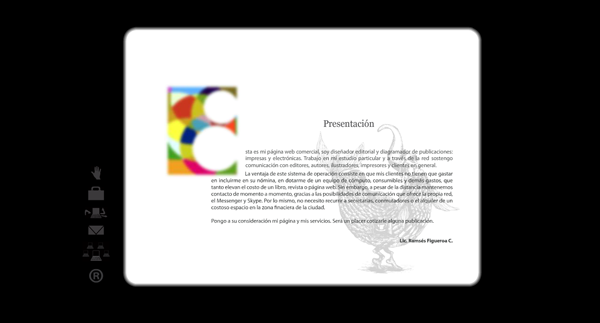 Presentación
sta es mi página web comercial, soy diseñador editorial y diagramador de publicaciones:
impresas y electrónicas. Trabajo en mi estudio particular y a través de la red sostengo
comunicación con editores, autores, ilustradores, impresores y clientes en general.
La ventaja de este sistema de operación consiste en que mis clientes no tienen que gastar
en incluirme en su nómina, en dotarme de un equipo de cómputo, consumibles y demás gastos, que
tanto elevan el costo de un libro, revista o página web. Sin embargo, a pesar de la distancia mantenemos
contacto de momento a momento, gracias a las posibilidades de comunicación que ofrece la propia red,
el Messenger y Skype. Por lo mismo, no necesito recurrir a secretarias, conmutadores o el alquiler de un
costoso espacio en la zona finaciera de la ciudad.
Pongo a su consideración mi página y mis servicios. Será un placer cotizarle alguna publicación.
Lic. Ramsés Figueroa C.
R